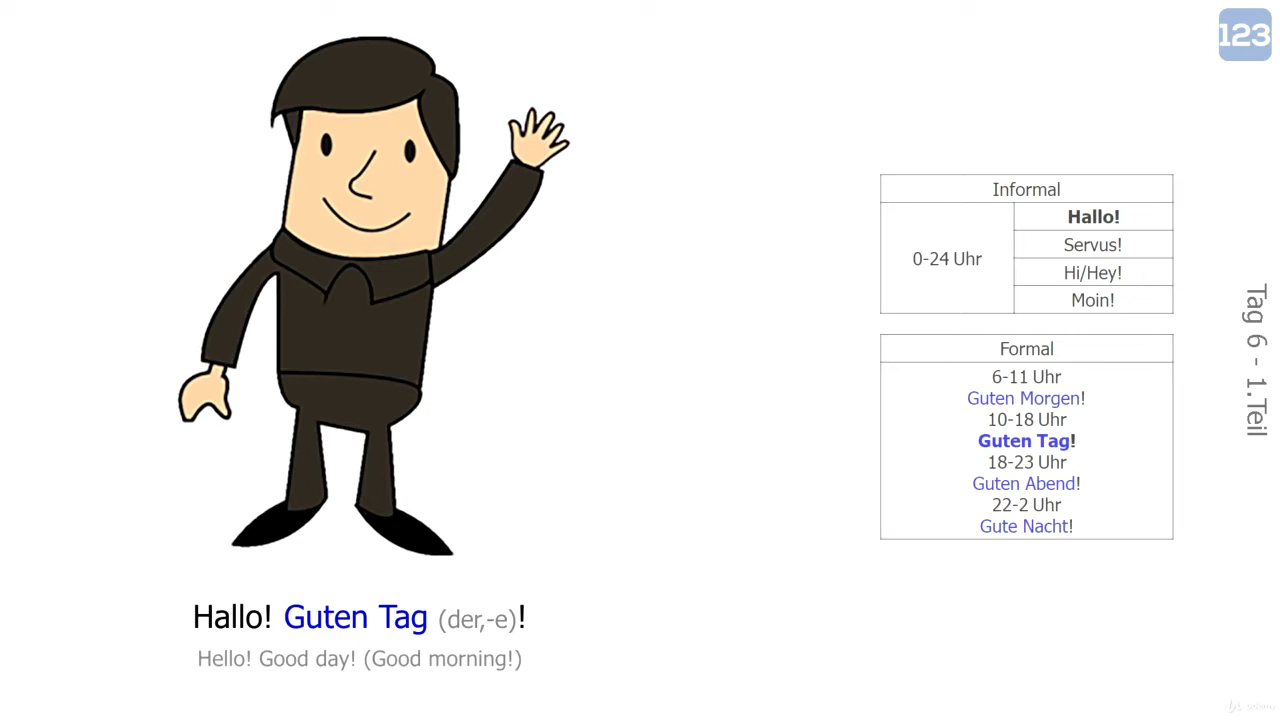 123
Informal
0-24 Uhr
Hallo!
Servus!
Hi/Hey!
Moin!
Formal
6-11 Uhr
Guten Morgen!
10-18 Uhr
Guten Tag!
18-23 Uhr
Guten Abend!
22-2 Uhr
Gute Nacht!
Tag 6 - 1.Teil
Hallo! Guten Tag (der,-e)!
Hello! Good day! (Good morning!)